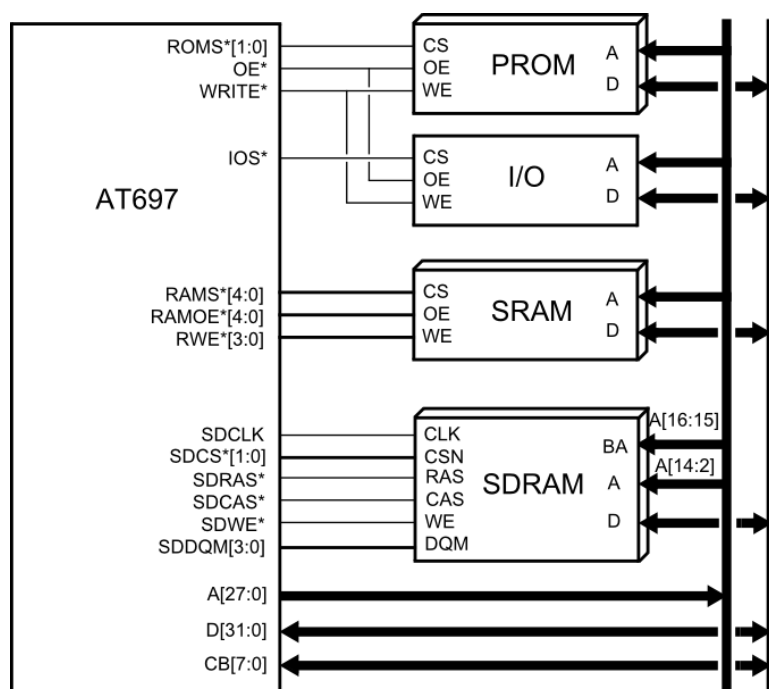 ROMS*[1:0]
OE*
WRITE*
IOS*
AT697
RAMS*[4:0]
RAMOE*[4:0]
RWE*[3:0]
SDCLK
SDCS*[1:0]
SDRAS*
SDCAS*
SDWE*
SDDQM[3:0]
A[27:0]
D[31:0]
CB[7:0]
CS
OE
WE
PROM
A
D
CS
OE
WE
I/O
A
D
CS
OE
WE
SRAM
A
D
CLK
CSN
RAS
CAS
WE
DQM
SDRAM
BA
A
D
A[16:15]
A[14:2]